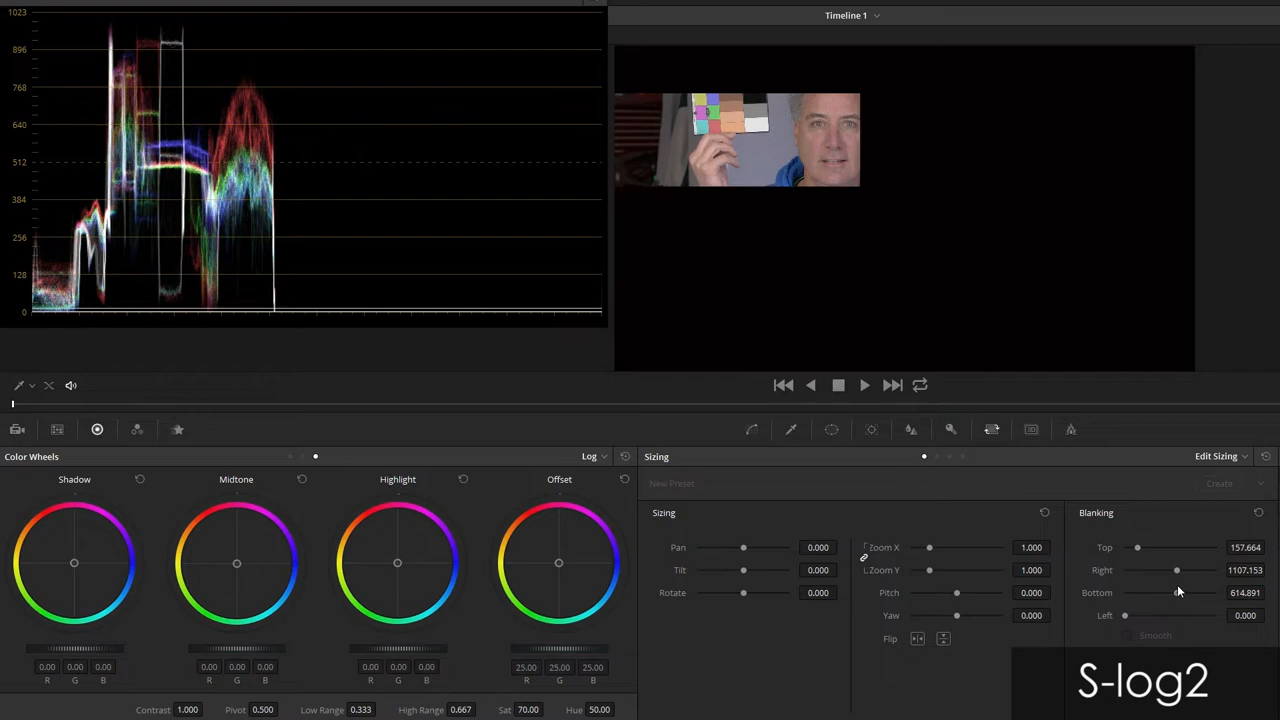 1023
896
768
640
512
384
256
128
0
Timeline 1
Color Wheels
Log
Shadow
Midtone
Highlight
Offset
0.00 0.00 0.00
R G B
0.00 0.00 0.00
R G B
0.00 0.00 0.00
R G B
25.00 25.00 25.00
R G B
Contrast 1.000 Pivot 0.500 Low Range 0.333 High Range 0.667 Sat 70.00 Hue 50.00
Sizing
Edit Sizing
New Preset
Create
Sizing
Pan 0.000
Tilt 0.000
Rotate 0.000
Zoom X 1.000
Zoom Y 1.000
Pitch 0.000
Yaw 0.000
Flip
Blanking
Top 157.664
Right 1107.153
Bottom 614.891
Left 0.000
Smooth
S-log2